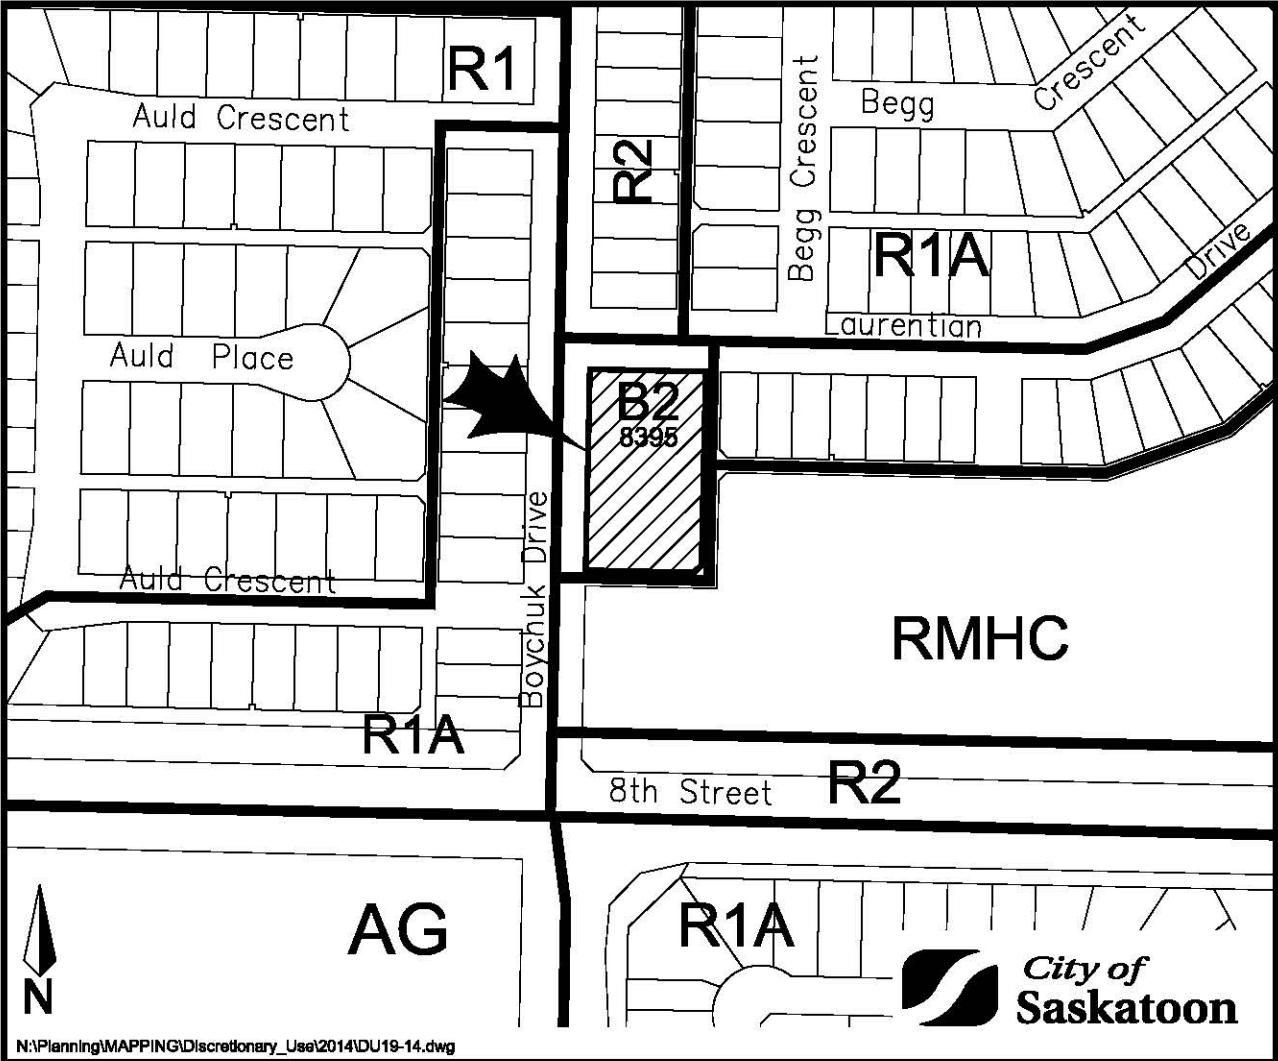 R1
Auld Crescent
R2
Begg Crescent
Begg
Crescent
R1A
Drive
Laurentian
Auld Place
B2
8395
Auld Crescent
Boychuk Drive
RMHC
R1A
8th Street
R2
AG
R1A
N
City of
Saskatoon
N:\Planning\MAPPING\Discretionary_Use\2014\DU19-14.dwg